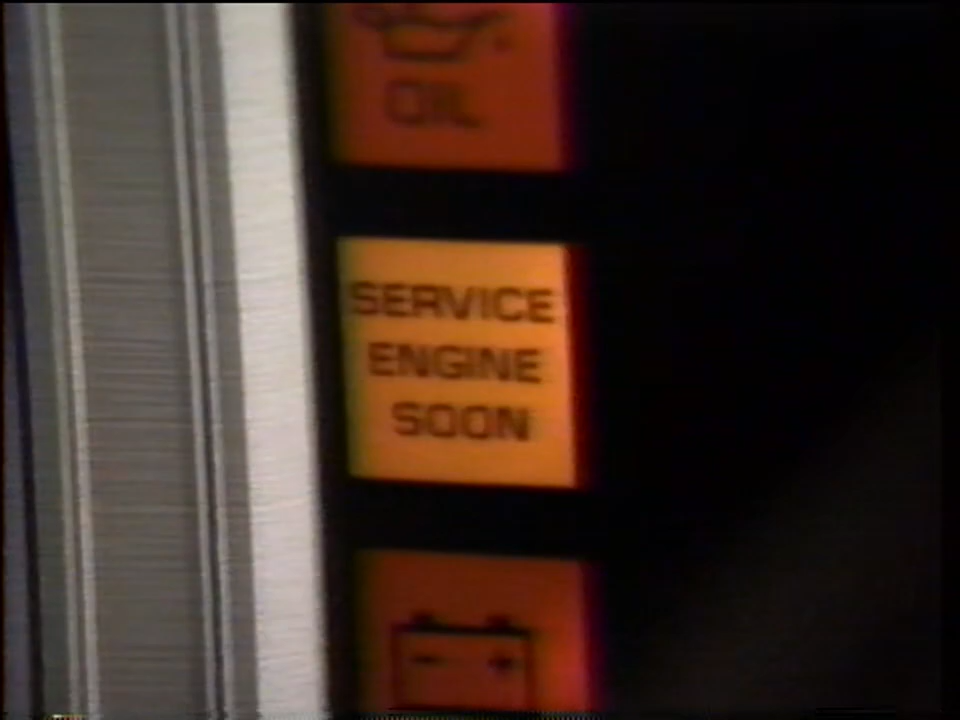 OIL
SERVICE
ENGINE
SOON
- +